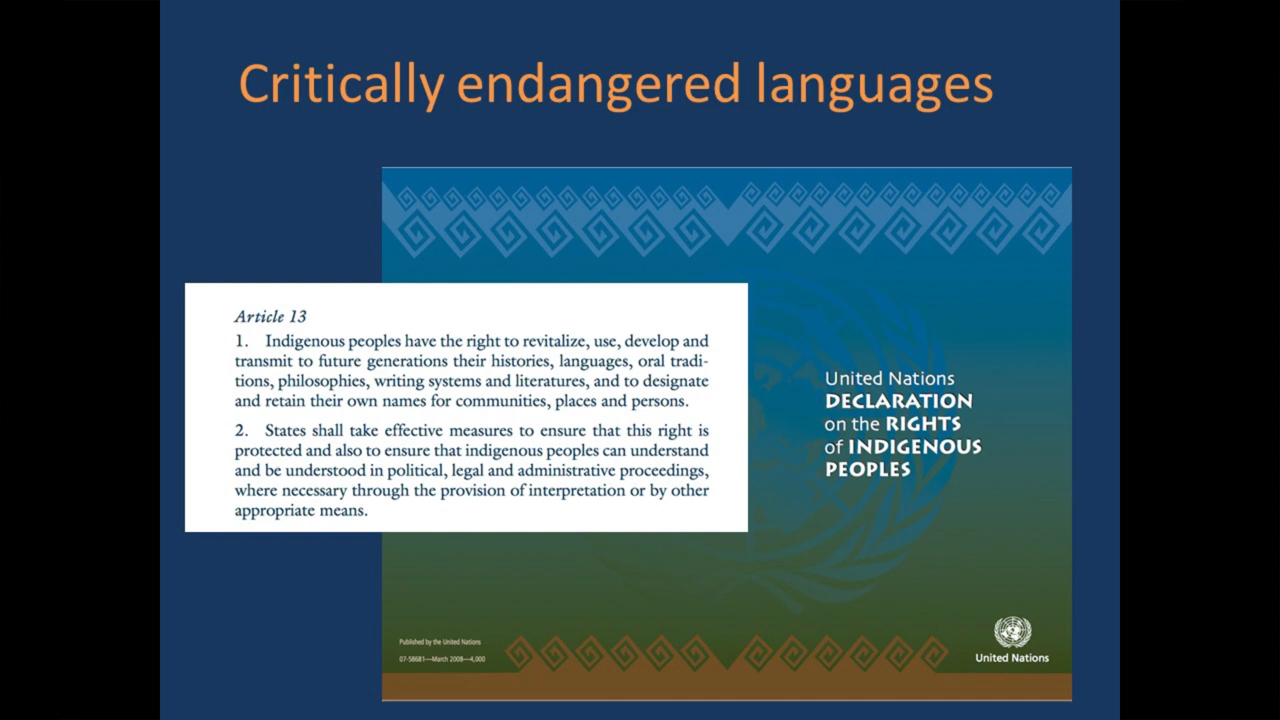 Critically endangered languages
Article 13
1. Indigenous peoples have the right to revitalize, use, develop and
transmit to future generations their histories, languages, oral tradi-
tions, philosophies, writing systems and literatures, and to designate
and retain their own names for communities, places and persons.
2. States shall take effective measures to ensure that this right is
protected and also to ensure that indigenous peoples can understand
and be understood in political, legal and administrative proceedings,
where necessary through the provision of interpretation or by other
appropriate means.
United Nations
DECLARATION
on the RIGHTS
of INDIGENOUS
PEOPLES
Published by the United Nations
07-58681—March 2008—4,000
United Nations